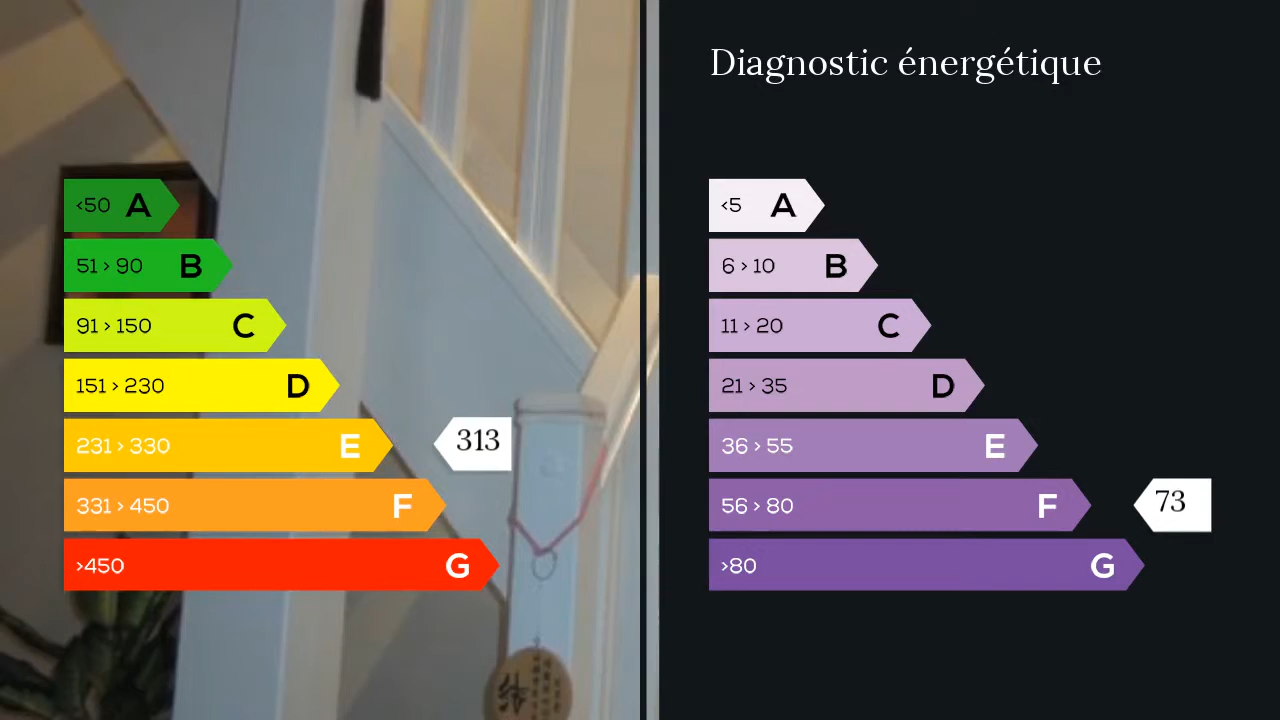 Diagnostic énergétique
<50 A
51 > 90 B
91 > 150 C
151 > 230 D
231 > 330 E
313
331 > 450 F
>450 G
<5 A
6 > 10 B
11 > 20 C
21 > 35 D
36 > 55 E
56 > 80 F
73
>80 G